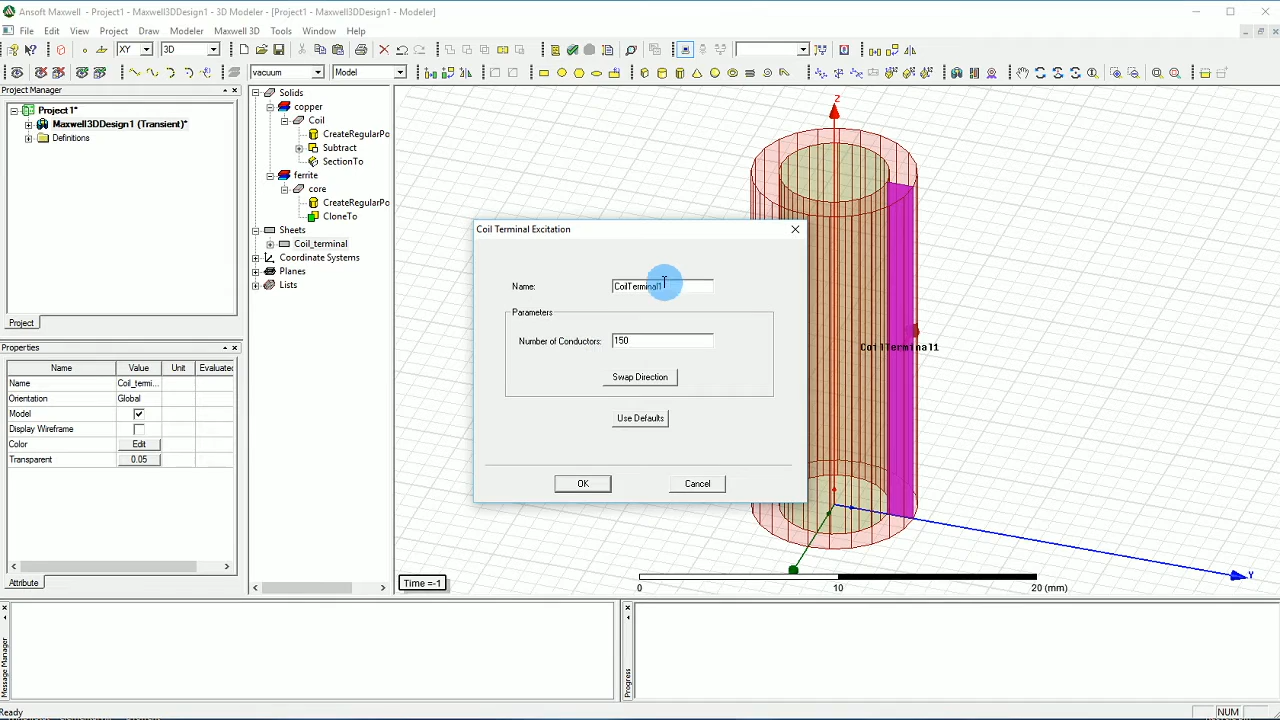 Ansoft Maxwell - Project1 - Maxwell3DDesign1 - 3D Modeler - [Project1 - Maxwell3DDesign1 - Modeler]
File Edit View Project Draw Modeler Maxwell 3D Tools Window Help
XY 3D
vacuum Model
Project Manager
Project1*
Maxwell3DDesign1 (Transient)*
Definitions
Project
Properties
Name Value Unit Evaluated
Name Coil_termi...
Orientation Global
Model
Display Wireframe
Color Edit
Transparent 0.05
Attribute
Solids
copper
Coil
CreateRegularPo
Subtract
SectionTo
ferrite
core
CreateRegularPo
CloneTo
Sheets
Coil_terminal
Coordinate Systems
Planes
Lists
Z
Coil Terminal Excitation
Name: CoilTerminal1
Parameters
Number of Conductors: 150
Swap Direction
Use Defaults
OK Cancel
CoilTerminal1
Y
Time =-1
0 10 20 (mm)
Message Manager
Progress
Ready
NUM